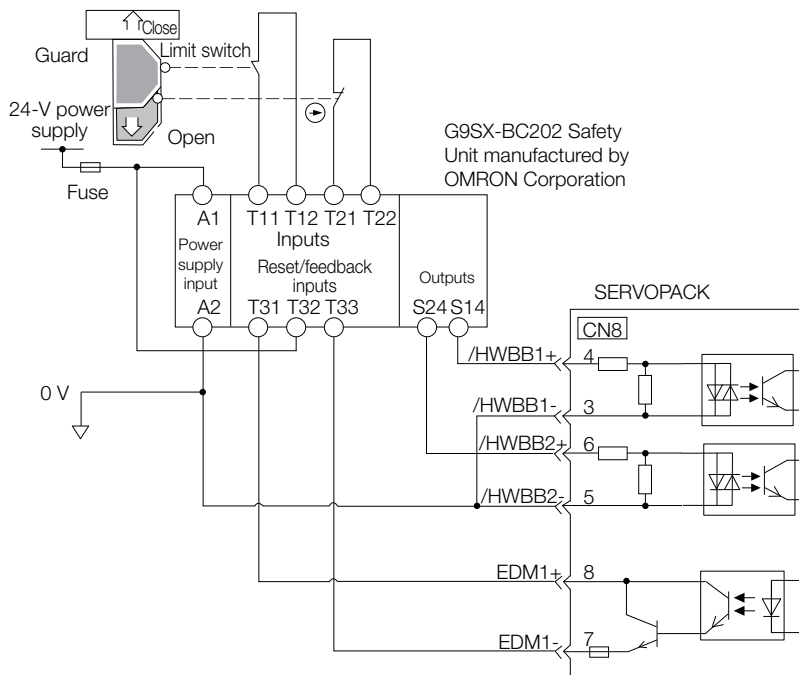 Close
Guard
Limit switch
24-V power
supply
Open
Fuse
G9SX-BC202 Safety
Unit manufactured by
OMRON Corporation
A1
T11
T12
T21
T22
Power
supply
input
Inputs
Reset/feedback
inputs
Outputs
A2
T31
T32
T33
S24
S14
SERVOPACK
CN8
/HWBB1+
4
0 V
/HWBB1-
3
/HWBB2+
6
/HWBB2-
5
EDM1+
8
EDM1-
7